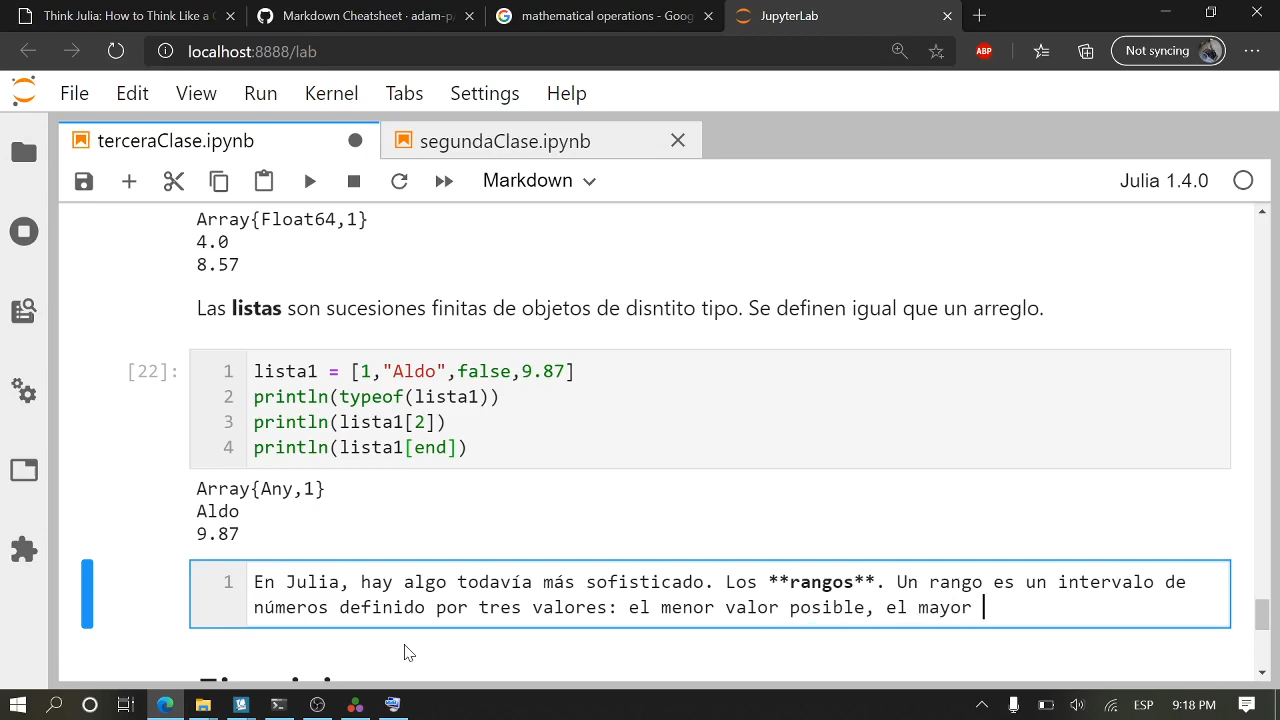 Think Julia: How to Think Like a C
Markdown Cheatsheet · adam-p/
mathematical operations - Goog
JupyterLab
localhost:8888/lab
ABP
Not syncing
File Edit View Run Kernel Tabs Settings Help
terceraClase.ipynb
segundaClase.ipynb
Markdown
Julia 1.4.0
Array{Float64,1}
4.0
8.57
Las listas son sucesiones finitas de objetos de disntito tipo. Se definen igual que un arreglo.
[22]:
1 lista1 = [1,"Aldo",false,9.87]
2 println(typeof(lista1))
3 println(lista1[2])
4 println(lista1[end])
Array{Any,1}
Aldo
9.87
1 En Julia, hay algo todavía más sofisticado. Los **rangos**. Un rango es un intervalo de
números definido por tres valores: el menor valor posible, el mayor
ESP
9:18 PM